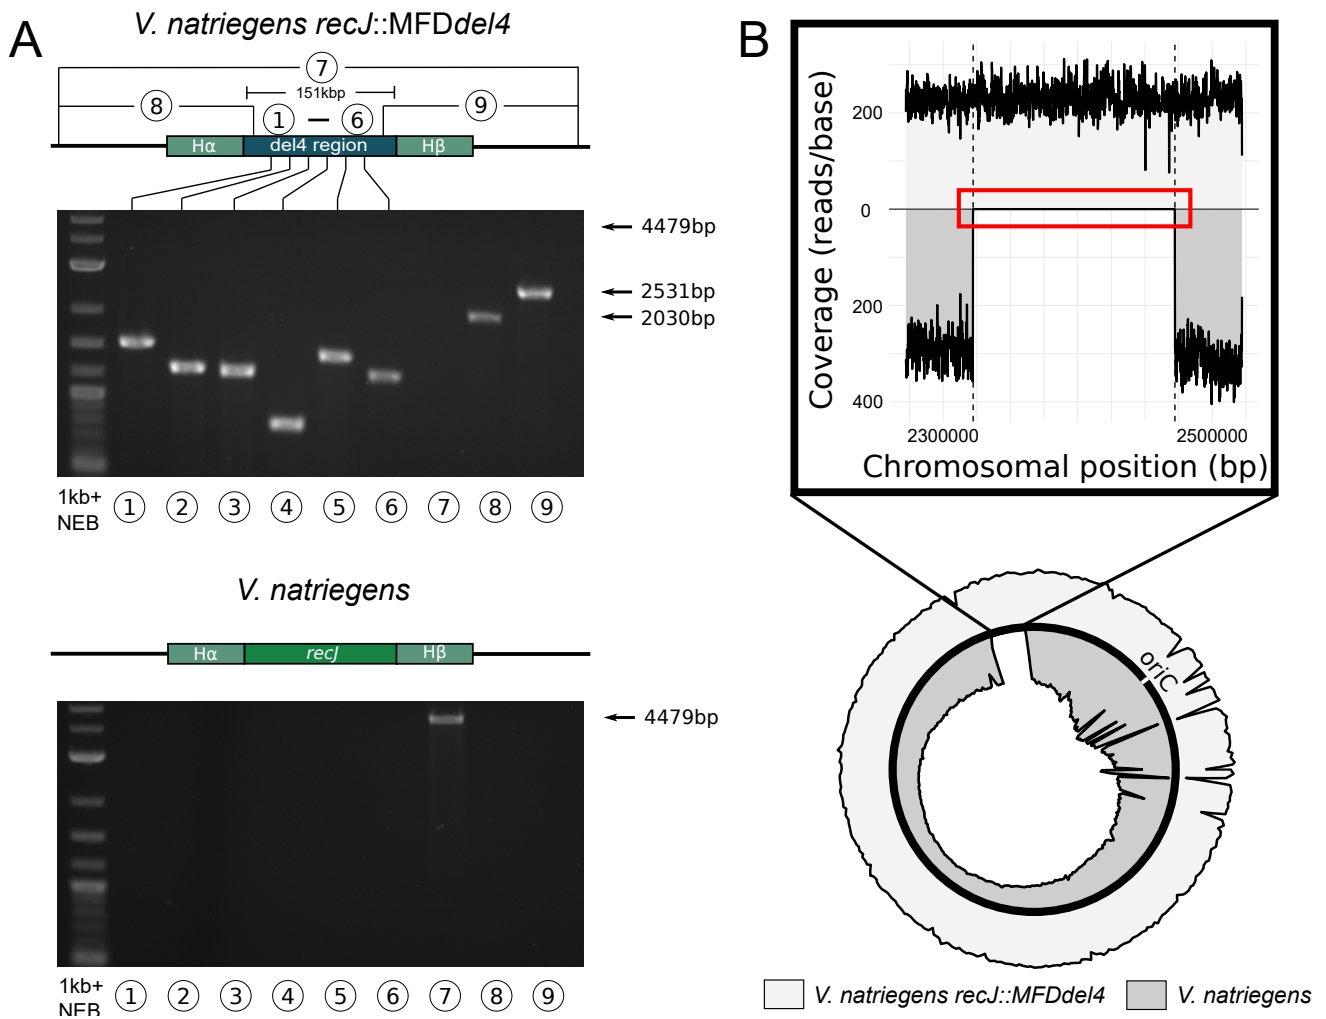 A
V. natriegens recJ::MFDdel4
7
151kbp
8
9
1
6
Hα
del4 region
Hβ
4479bp
2531bp
2030bp
1kb+
NEB
1 2 3 4 5 6 7 8 9
V. natriegens
Hα
recJ
Hβ
4479bp
1kb+
NEB
1 2 3 4 5 6 7 8 9
B
Coverage (reads/base)
200
0
200
400
2300000
2500000
Chromosomal position (bp)
oriC
V. natriegens recJ::MFDdel4
V. natriegens